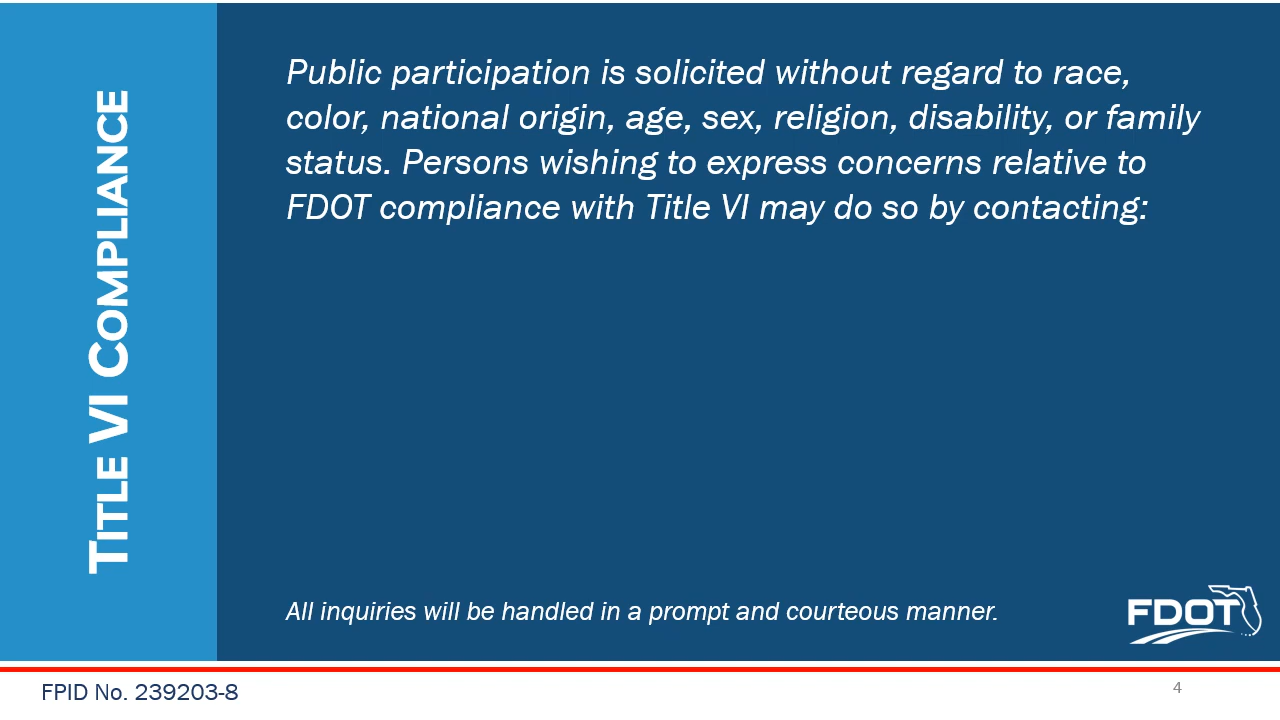 TITLE VI COMPLIANCE
Public participation is solicited without regard to race,
color, national origin, age, sex, religion, disability, or family
status. Persons wishing to express concerns relative to
FDOT compliance with Title VI may do so by contacting:
All inquiries will be handled in a prompt and courteous manner.
FDOT
FPID No. 239203-8
4